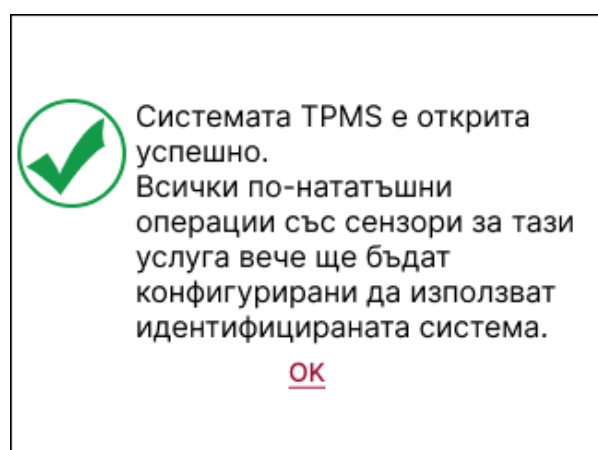 Системата TPMS е открита
успешно.
Всички по-нататъшни
операции със сензори за тази
услуга вече ще бъдат
конфигурирани да използват
идентифицираната система.
OK